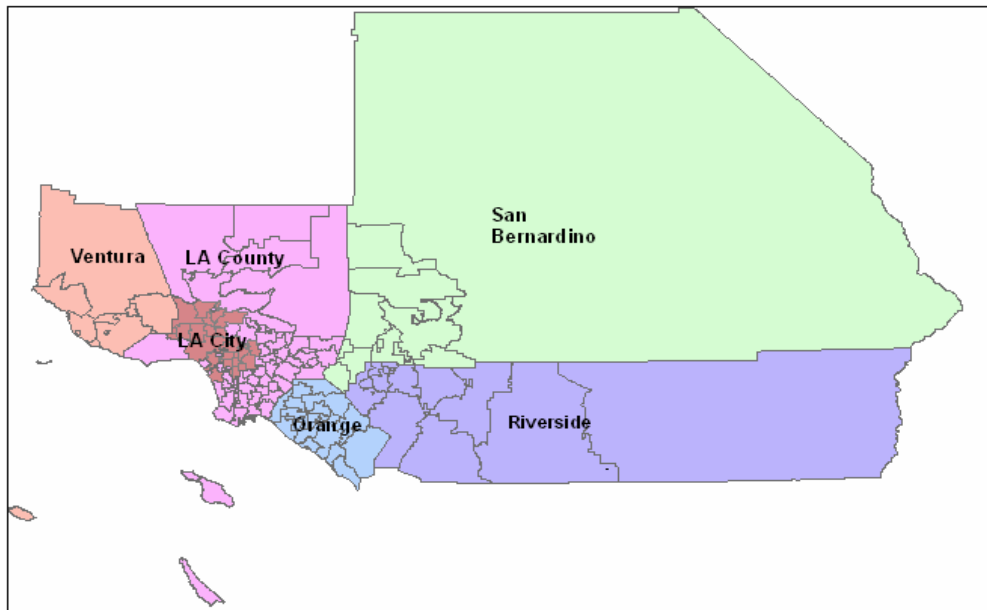 San
Bernardino
Ventura
LA County
LA City
Orange
Riverside